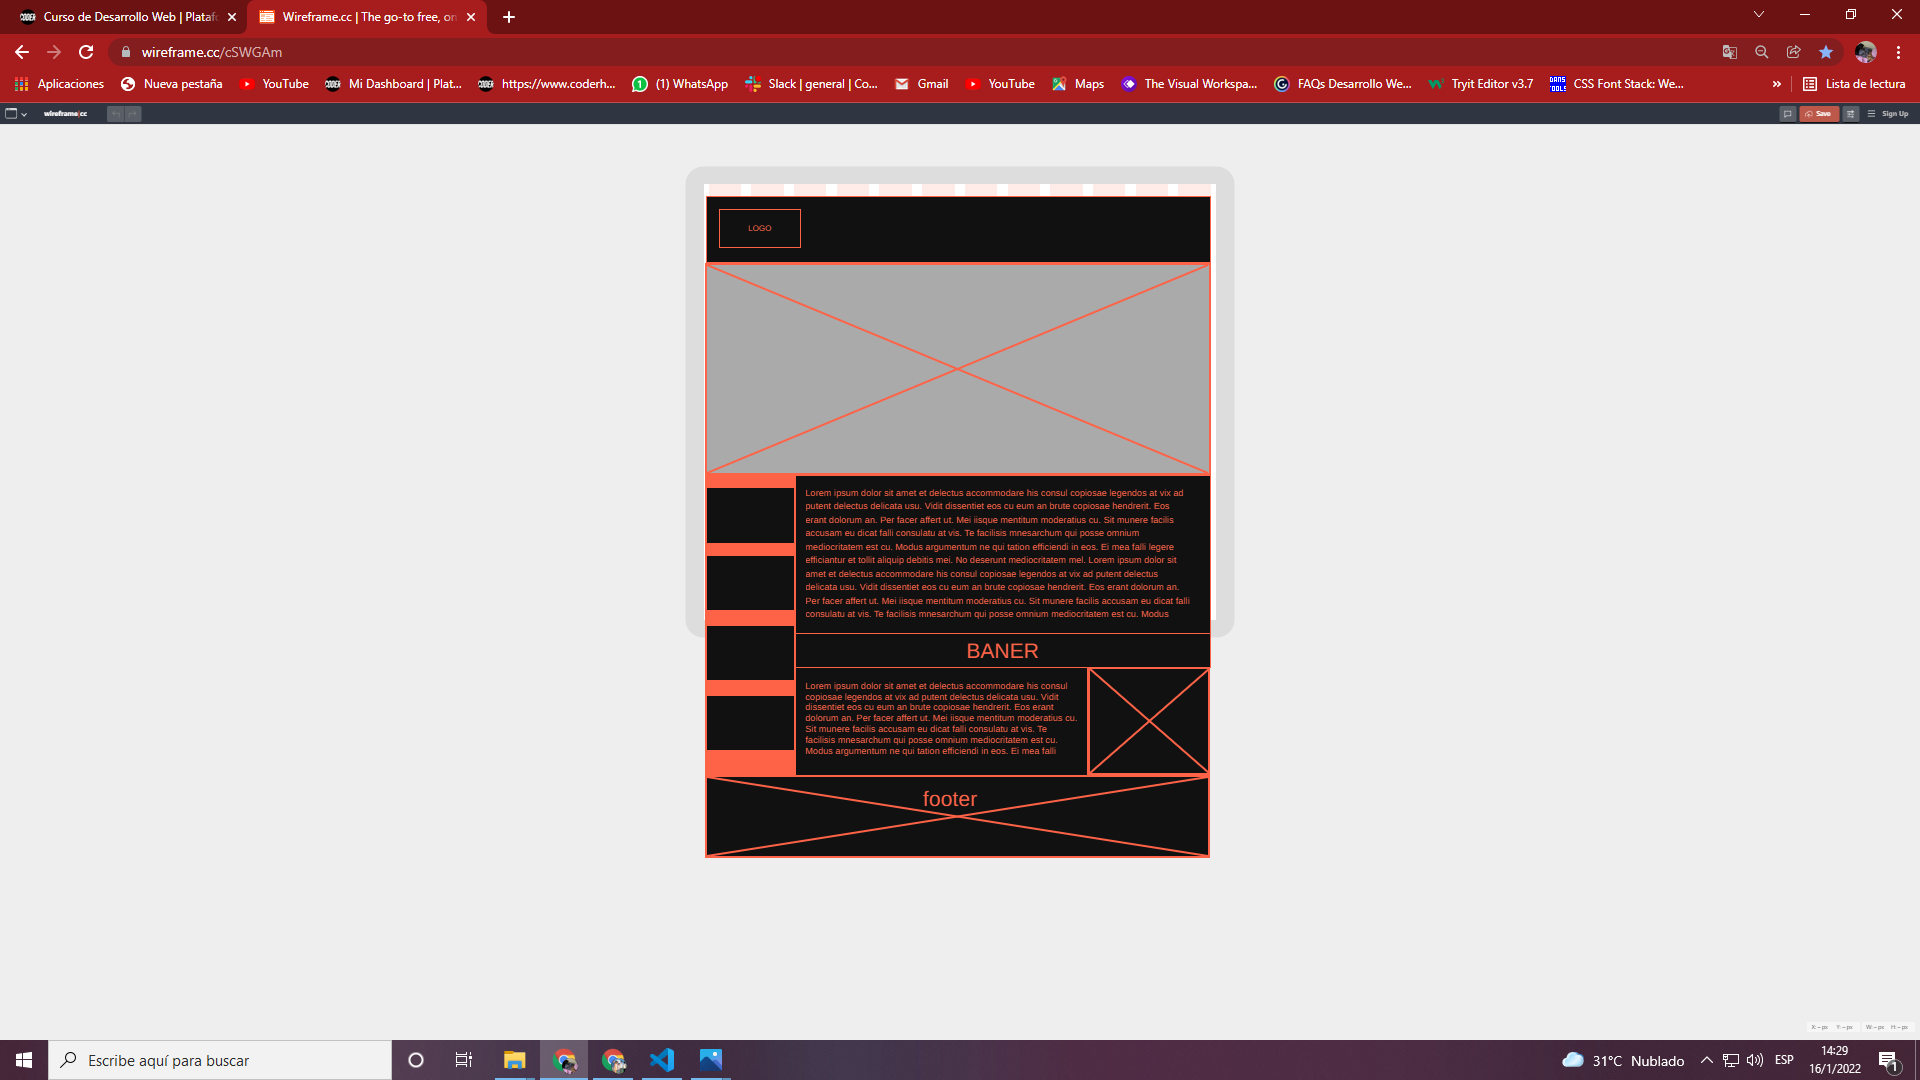 Curso de Desarrollo Web | Plataf
Wireframe.cc | The go-to free, on
wireframe.cc/cSWGAm
Aplicaciones
Nueva pestaña
YouTube
Mi Dashboard | Plat...
https://www.coderh...
(1) WhatsApp
Slack | general | Co...
Gmail
YouTube
Maps
The Visual Workspa...
FAQs Desarrollo We...
Tryit Editor v3.7
CSS Font Stack: We...
»
Lista de lectura
wireframe|cc
Save
Sign Up
LOGO
Lorem ipsum dolor sit amet et delectus accommodare his consul copiosae legendos at vix ad
putent delectus delicata usu. Vidit dissentiet eos cu eum an brute copiosae hendrerit. Eos
erant dolorum an. Per facer affert ut. Mei iisque mentitum moderatius cu. Sit munere facilis
accusam eu dicat falli consulatu at vis. Te facilisis mnesarchum qui posse omnium
mediocritatem est cu. Modus argumentum ne qui tation efficiendi in eos. Ei mea falli legere
efficiantur et tollit aliquip debitis mei. No deserunt mediocritatem mel. Lorem ipsum dolor sit
amet et delectus accommodare his consul copiosae legendos at vix ad putent delectus
delicata usu. Vidit dissentiet eos cu eum an brute copiosae hendrerit. Eos erant dolorum an.
Per facer affert ut. Mei iisque mentitum moderatius cu. Sit munere facilis accusam eu dicat falli
consulatu at vis. Te facilisis mnesarchum qui posse omnium mediocritatem est cu. Modus
BANER
Lorem ipsum dolor sit amet et delectus accommodare his consul
copiosae legendos at vix ad putent delectus delicata usu. Vidit
dissentiet eos cu eum an brute copiosae hendrerit. Eos erant
dolorum an. Per facer affert ut. Mei iisque mentitum moderatius cu.
Sit munere facilis accusam eu dicat falli consulatu at vis. Te
facilisis mnesarchum qui posse omnium mediocritatem est cu.
Modus argumentum ne qui tation efficiendi in eos. Ei mea falli
footer
X: – px Y: – px W: – px H: – px
Escribe aquí para buscar
31°C Nublado
ESP
14:29
16/1/2022
1